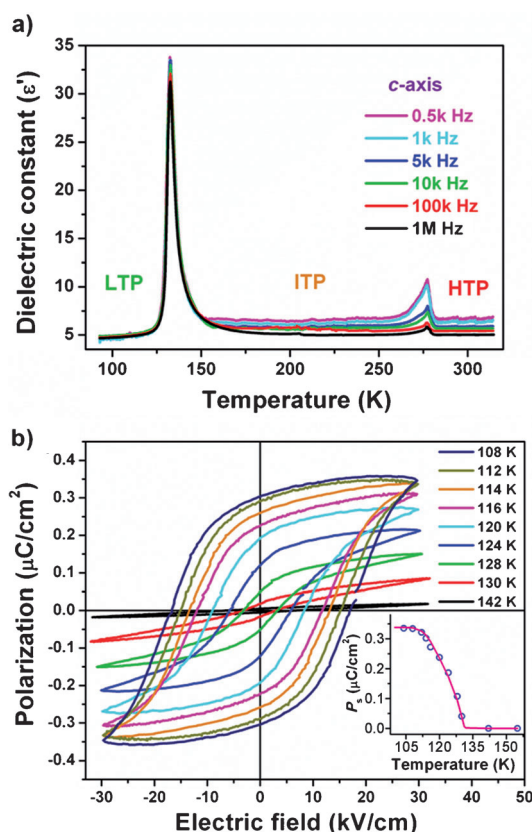 a)
Dielectric constant (ε')
35
30
25
20
15
10
5
c-axis
0.5k Hz
1k Hz
5k Hz
10k Hz
100k Hz
1M Hz
LTP
ITP
HTP
100
150
200
250
300
Temperature (K)
b)
Polarization (μC/cm²)
0.4
0.3
0.2
0.1
0.0
-0.1
-0.2
-0.3
-0.4
108 K
112 K
114 K
116 K
120 K
124 K
128 K
130 K
142 K
Ps (μC/cm²)
0.3
0.2
0.1
0.0
105 120 135 150
Temperature (K)
-30 -20 -10 0 10 20 30 40 50
Electric field (kV/cm)